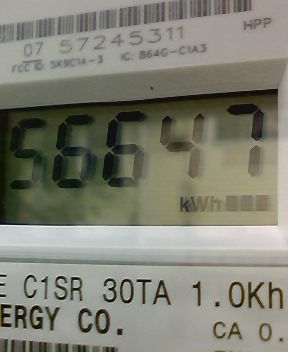 07 57245311
HPP
FCC ID: SK9C1A-3 IC: B64G-C1A3
56647
kWh
E C1SR 30TA 1.0Kh
ERGY CO.
CA 0.